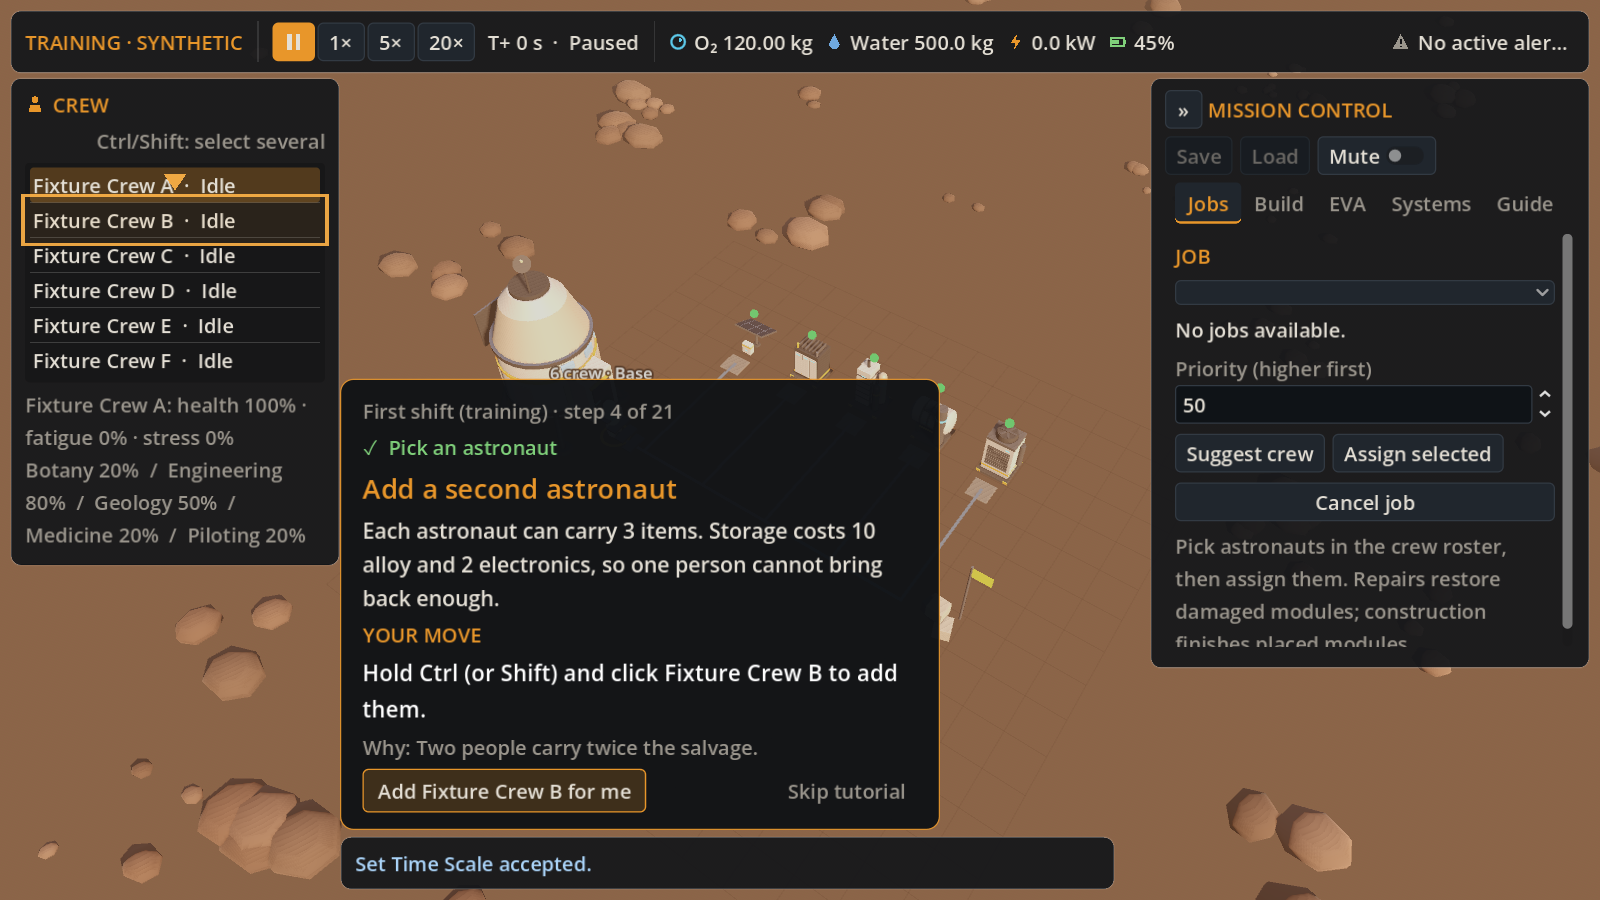 TRAINING · SYNTHETIC
1×
5×
20×
T+ 0 s · Paused
O₂ 120.00 kg
Water 500.0 kg
0.0 kW
45%
No active aler...
CREW
Ctrl/Shift: select several
Fixture Crew A · Idle
Fixture Crew B · Idle
Fixture Crew C · Idle
Fixture Crew D · Idle
Fixture Crew E · Idle
Fixture Crew F · Idle
Fixture Crew A: health 100% ·
fatigue 0% · stress 0%
Botany 20% / Engineering
80% / Geology 50% /
Medicine 20% / Piloting 20%
6 crew · Base
First shift (training) · step 4 of 21
✓ Pick an astronaut
Add a second astronaut
Each astronaut can carry 3 items. Storage costs 10
alloy and 2 electronics, so one person cannot bring
back enough.
YOUR MOVE
Hold Ctrl (or Shift) and click Fixture Crew B to add
them.
Why: Two people carry twice the salvage.
Add Fixture Crew B for me
Skip tutorial
Set Time Scale accepted.
» MISSION CONTROL
Save
Load
Mute
Jobs
Build
EVA
Systems
Guide
JOB
No jobs available.
Priority (higher first)
50
Suggest crew
Assign selected
Cancel job
Pick astronauts in the crew roster,
then assign them. Repairs restore
damaged modules; construction
finishes placed modules.